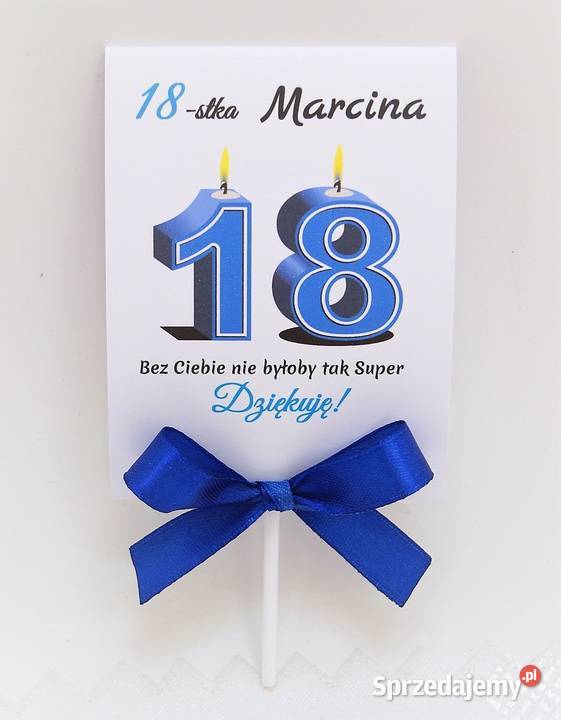 18-stka Marcina
18
Bez Ciebie nie byłoby tak Super
Dziękuję!
Sprzedajemy.pl